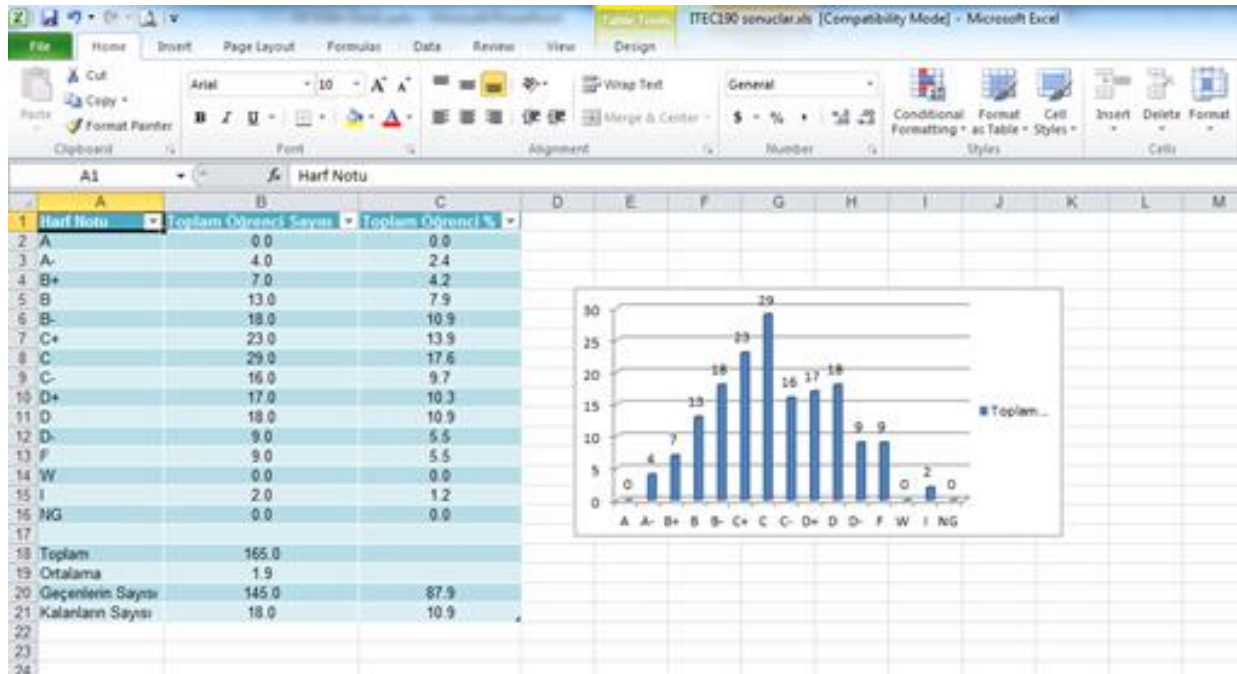 Table Tools
ITEC190 sonuclar.xls [Compatibility Mode] - Microsoft Excel
File Home Insert Page Layout Formulas Data Review View Design
Cut
Copy
Paste
Format Painter
Clipboard
Arial 10
B I U
Font
Wrap Text
Merge & Center
Alignment
General
$ %
Number
Conditional Formatting
Format as Table
Cell Styles
Styles
Insert Delete Format
Cells
A1 fx Harf Notu
A B C D E F G H I J K L M
1 Harf Notu Toplam Öğrenci Sayısı Toplam Öğrenci %
2 A 0.0 0.0
3 A- 4.0 2.4
4 B+ 7.0 4.2
5 B 13.0 7.9
6 B- 18.0 10.9
7 C+ 23.0 13.9
8 C 29.0 17.6
9 C- 16.0 9.7
10 D+ 17.0 10.3
11 D 18.0 10.9
12 D- 9.0 5.5
13 F 9.0 5.5
14 W 0.0 0.0
15 I 2.0 1.2
16 NG 0.0 0.0
17
18 Toplam 165.0
19 Ortalama 1.9
20 Geçenlerin Sayısı 145.0 87.9
21 Kalanların Sayısı 18.0 10.9
22
23
24
30
25
20
15
10
5
0
0 4 7 13 18 23 29 16 17 18 9 9 0 2 0
A A- B+ B B- C+ C C- D+ D D- F W I NG
Toplam...